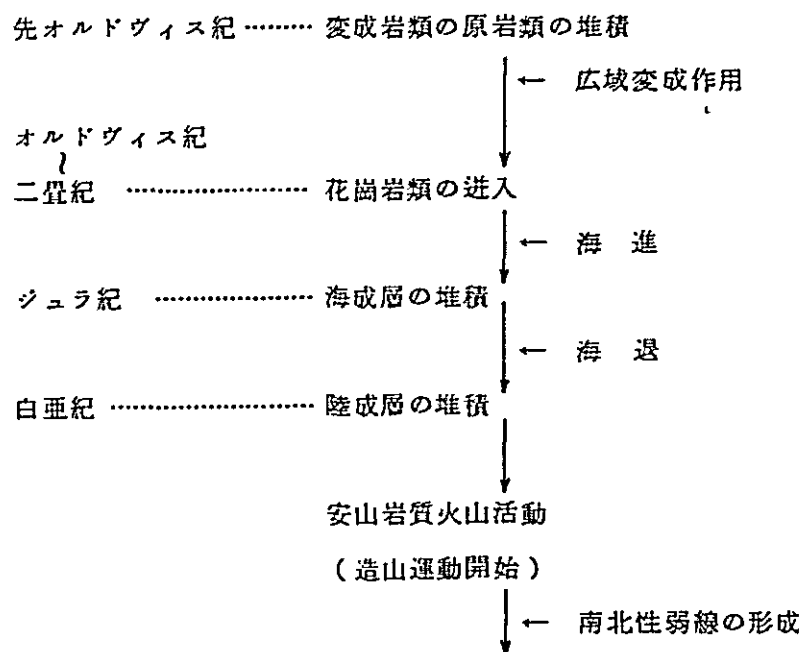 先オルドヴィス紀 ……… 変成岩類の原岩類の堆積
← 広域変成作用
オルドヴィス紀
~
二畳紀 ……………… 花崗岩類の迸入
← 海 進
ジュラ紀 ……………… 海成層の堆積
← 海 退
白亜紀 ……………… 陸成層の堆積
安山岩質火山活動
(造山運動開始)
← 南北性弱線の形成